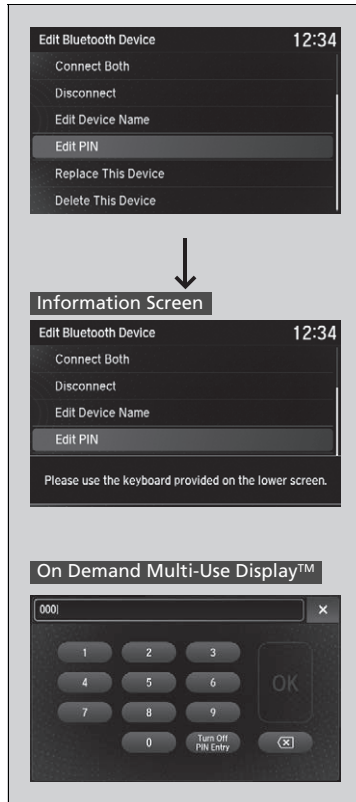 Edit Bluetooth Device 12:34
Connect Both
Disconnect
Edit Device Name
Edit PIN
Replace This Device
Delete This Device
Information Screen
Edit Bluetooth Device 12:34
Connect Both
Disconnect
Edit Device Name
Edit PIN
Please use the keyboard provided on the lower screen.
On Demand Multi-Use Display™
000
1 2 3
4 5 6 OK
7 8 9
0 Turn Off
PIN Entry